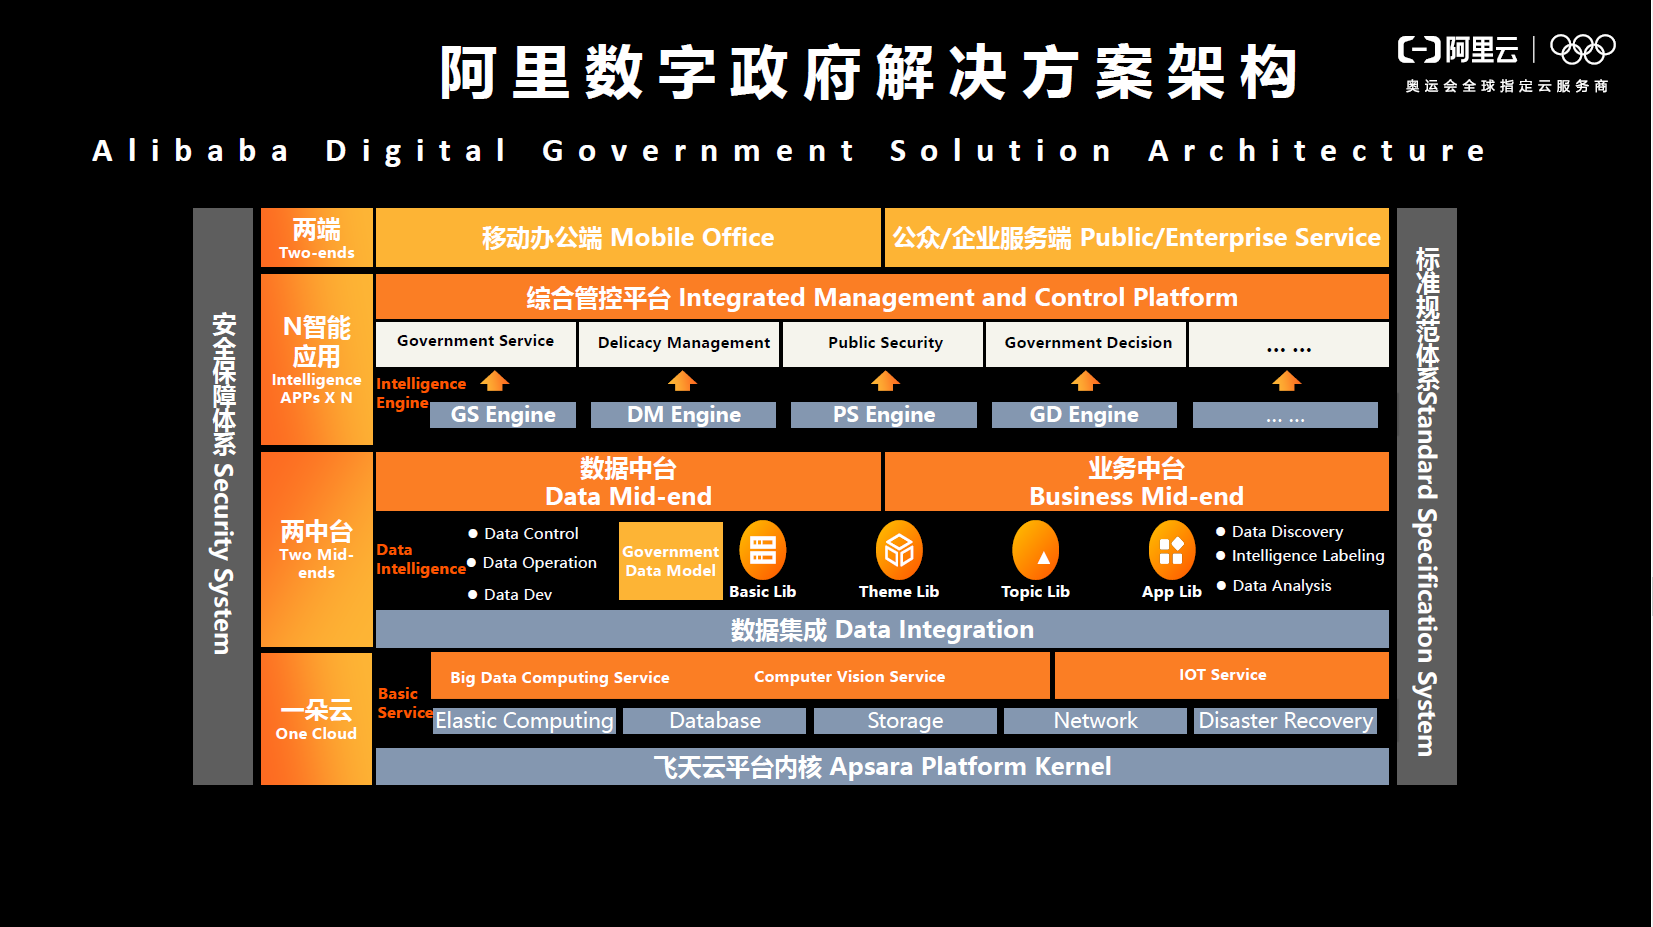 阿里数字政府解决方案架构
阿里云
奥运会全球指定云服务商
Alibaba Digital Government Solution Architecture
安全保障体系 Security System
两端
Two-ends
移动办公端 Mobile Office
公众/企业服务端 Public/Enterprise Service
N智能
应用
Intelligence
APPs X N
综合管控平台 Integrated Management and Control Platform
Government Service
Delicacy Management
Public Security
Government Decision
... ...
Intelligence
Engine
GS Engine
DM Engine
PS Engine
GD Engine
... ...
两中台
Two Mid-
ends
数据中台
Data Mid-end
业务中台
Business Mid-end
Data
Intelligence
● Data Control
● Data Operation
● Data Dev
Government
Data Model
Basic Lib
Theme Lib
Topic Lib
App Lib
● Data Discovery
● Intelligence Labeling
● Data Analysis
数据集成 Data Integration
一朵云
One Cloud
Basic
Service
Big Data Computing Service
Computer Vision Service
IOT Service
Elastic Computing
Database
Storage
Network
Disaster Recovery
飞天云平台内核 Apsara Platform Kernel
标准规范体系Standard Specification System